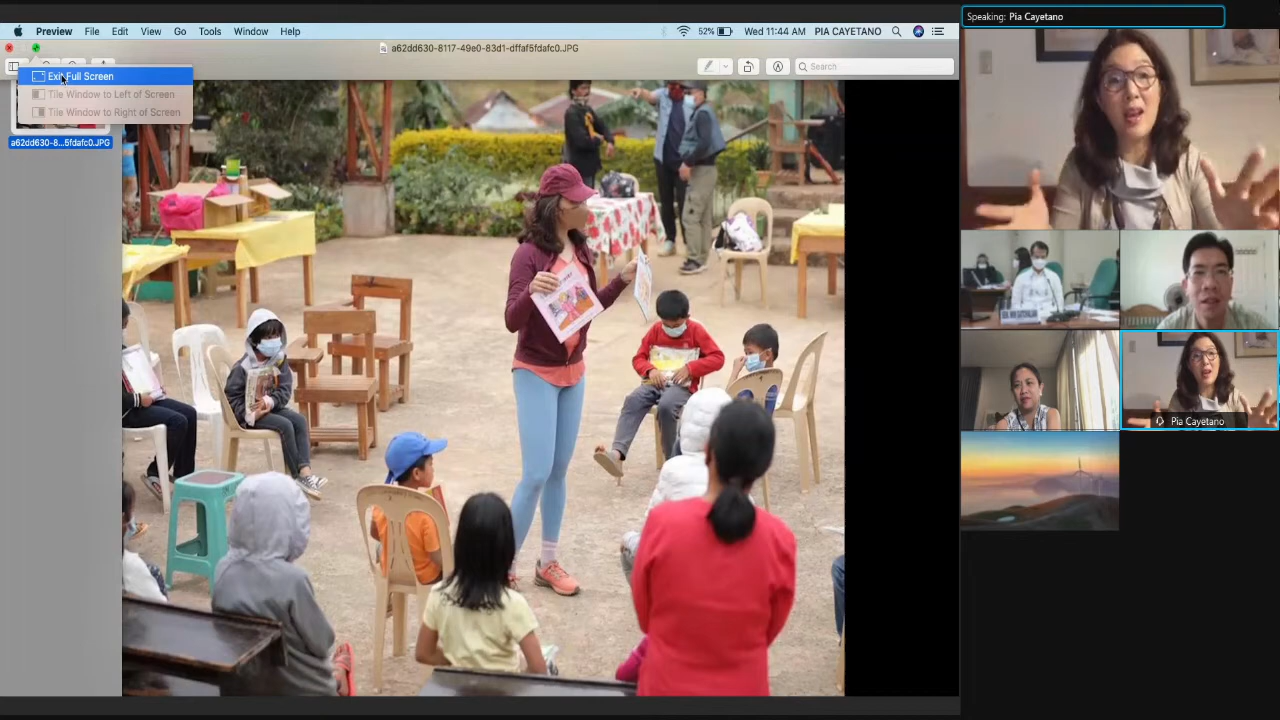 Speaking: Pia Cayetano
Preview File Edit View Go Tools Window Help
52% Wed 11:44 AM PIA CAYETANO
a62dd630-8117-49e0-83d1-dffaf5fdafc0.JPG
Search
Exit Full Screen
Tile Window to Left of Screen
Tile Window to Right of Screen
a62dd630-8...5fdafc0.JPG
Pia Cayetano